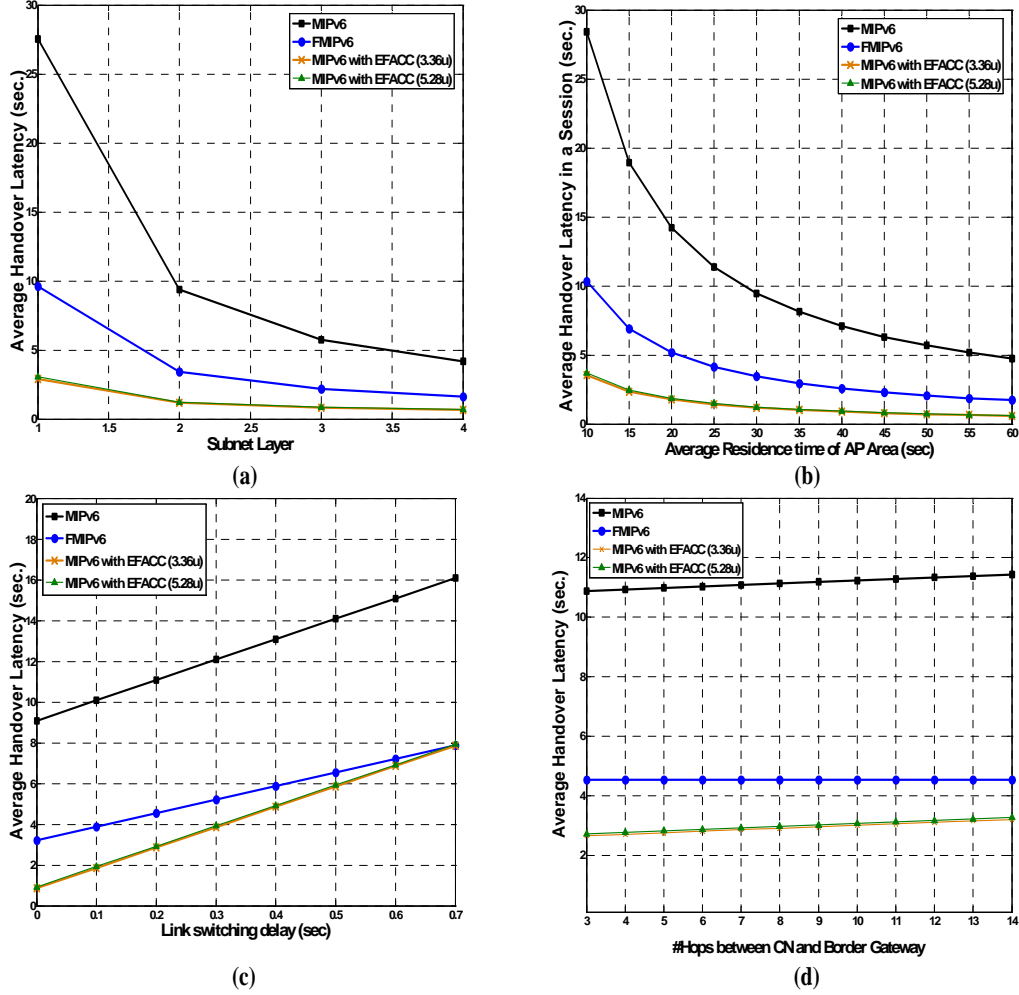 30
25
20
15
10
5
0
Average Handover Latency (sec.)
MIPv6
FMIPv6
MIPv6 with EFACC (3.36u)
MIPv6 with EFACC (5.28u)
1 1.5 2 2.5 3 3.5 4
Subnet Layer
(a)
30
25
20
15
10
5
0
Average Handover Latency in a Session (sec.)
MIPv6
FMIPv6
MIPv6 with EFACC (3.36u)
MIPv6 with EFACC (5.28u)
10 15 20 25 30 35 40 45 50 55 60
Average Residence time of AP Area (sec)
(b)
20
18
16
14
12
10
8
6
4
2
0
Average Handover Latency (sec.)
MIPv6
FMIPv6
MIPv6 with EFACC (3.36u)
MIPv6 with EFACC (5.28u)
0 0.1 0.2 0.3 0.4 0.5 0.6 0.7
Link switching delay (sec)
(c)
14
12
10
8
6
4
2
Average Handover Latency (sec.)
MIPv6
FMIPv6
MIPv6 with EFACC (3.36u)
MIPv6 with EFACC (5.28u)
3 4 5 6 7 8 9 10 11 12 13 14
#Hops between CN and Border Gateway
(d)